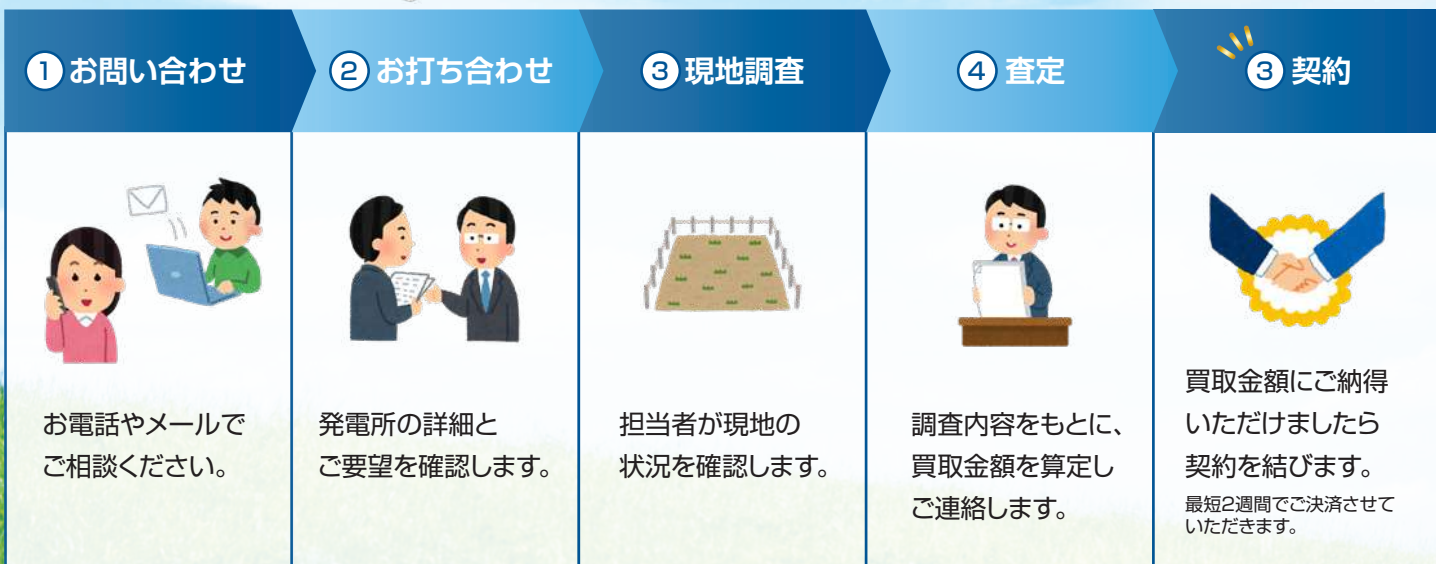 ① お問い合わせ
② お打ち合わせ
③ 現地調査
④ 査定
③ 契約
お電話やメールで
ご相談ください。
発電所の詳細と
ご要望を確認します。
担当者が現地の
状況を確認します。
調査内容をもとに、
買取金額を算定し
ご連絡します。
買取金額にご納得
いただけましたら
契約を結びます。
最短2週間でご決済させて
いただきます。